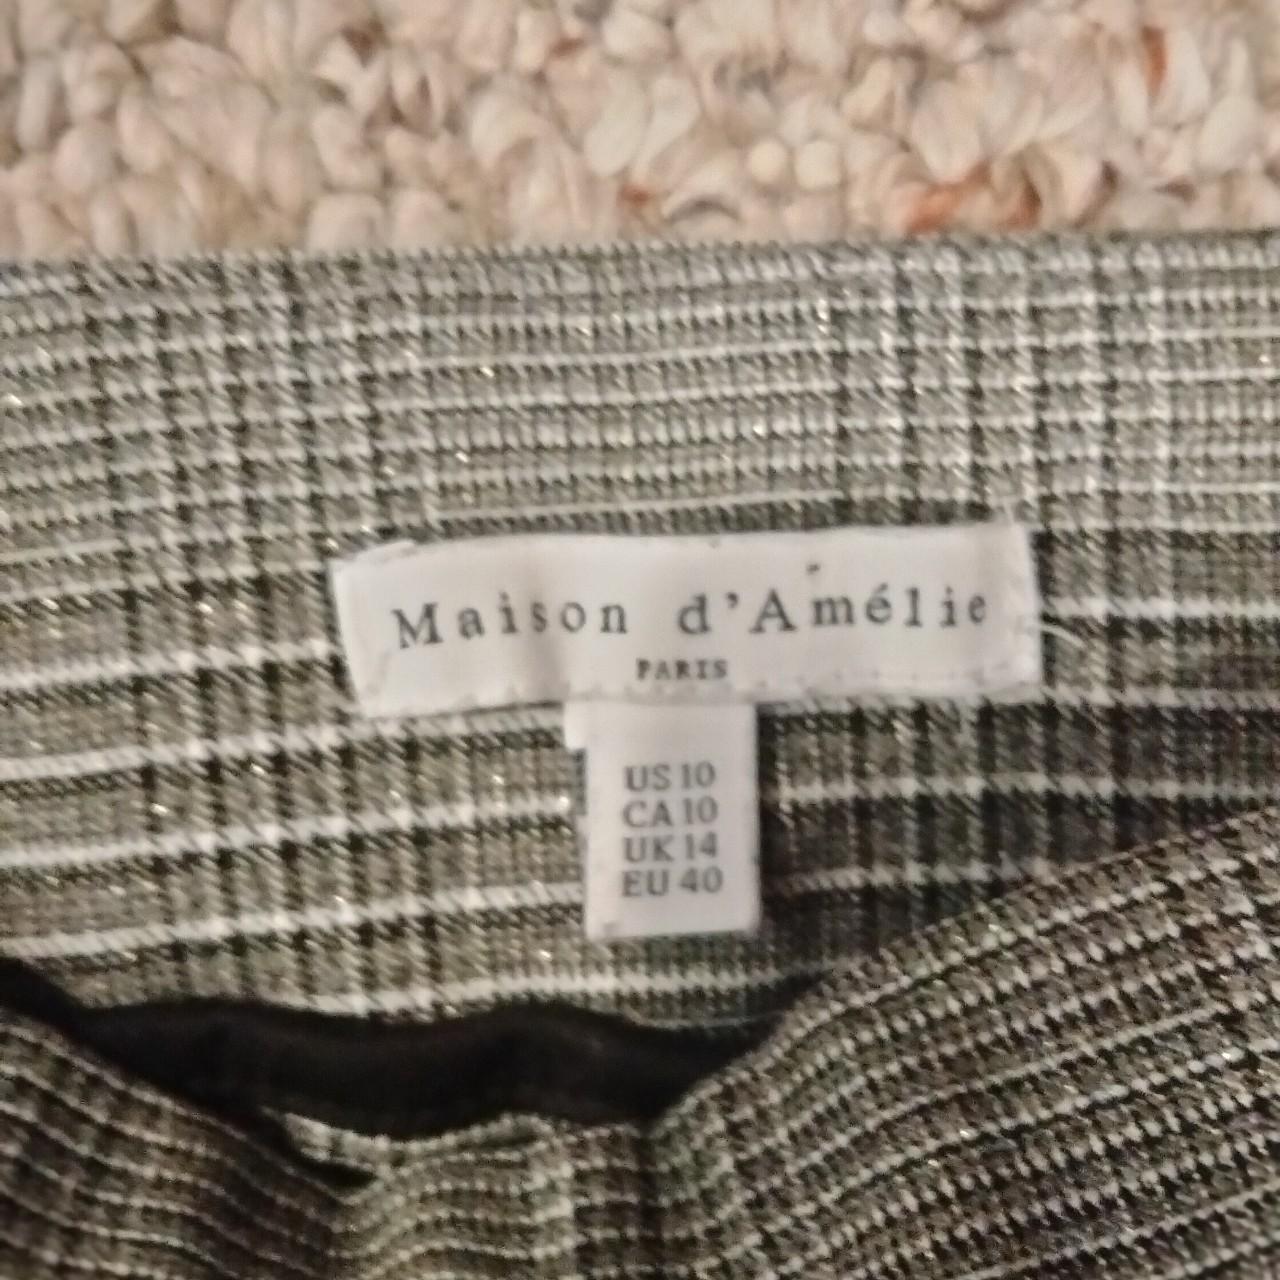 Maison d'Amélie
PARIS
US 10
CA 10
UK 14
EU 40